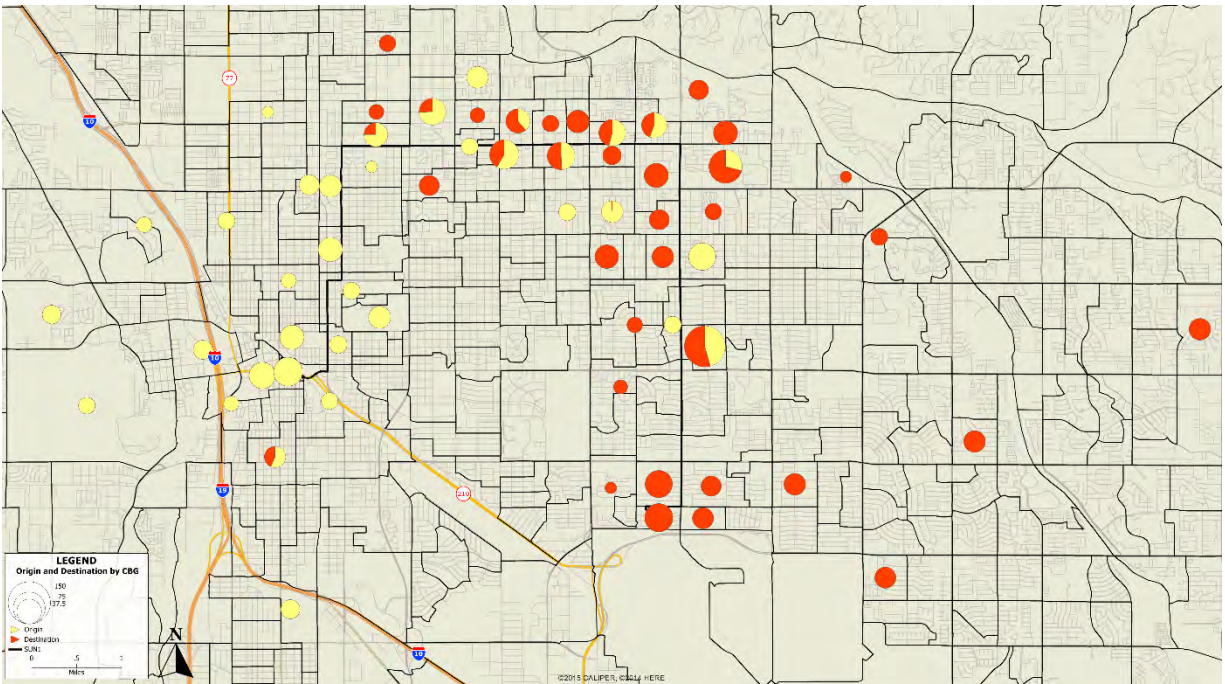 77
10
10
210
19
10
LEGEND
Origin and Destination by CBG
150
75
37.5
Origin
Destination
SUN1
0 .5 1
Miles
N
©2015 CALIPER, ©2014 HERE